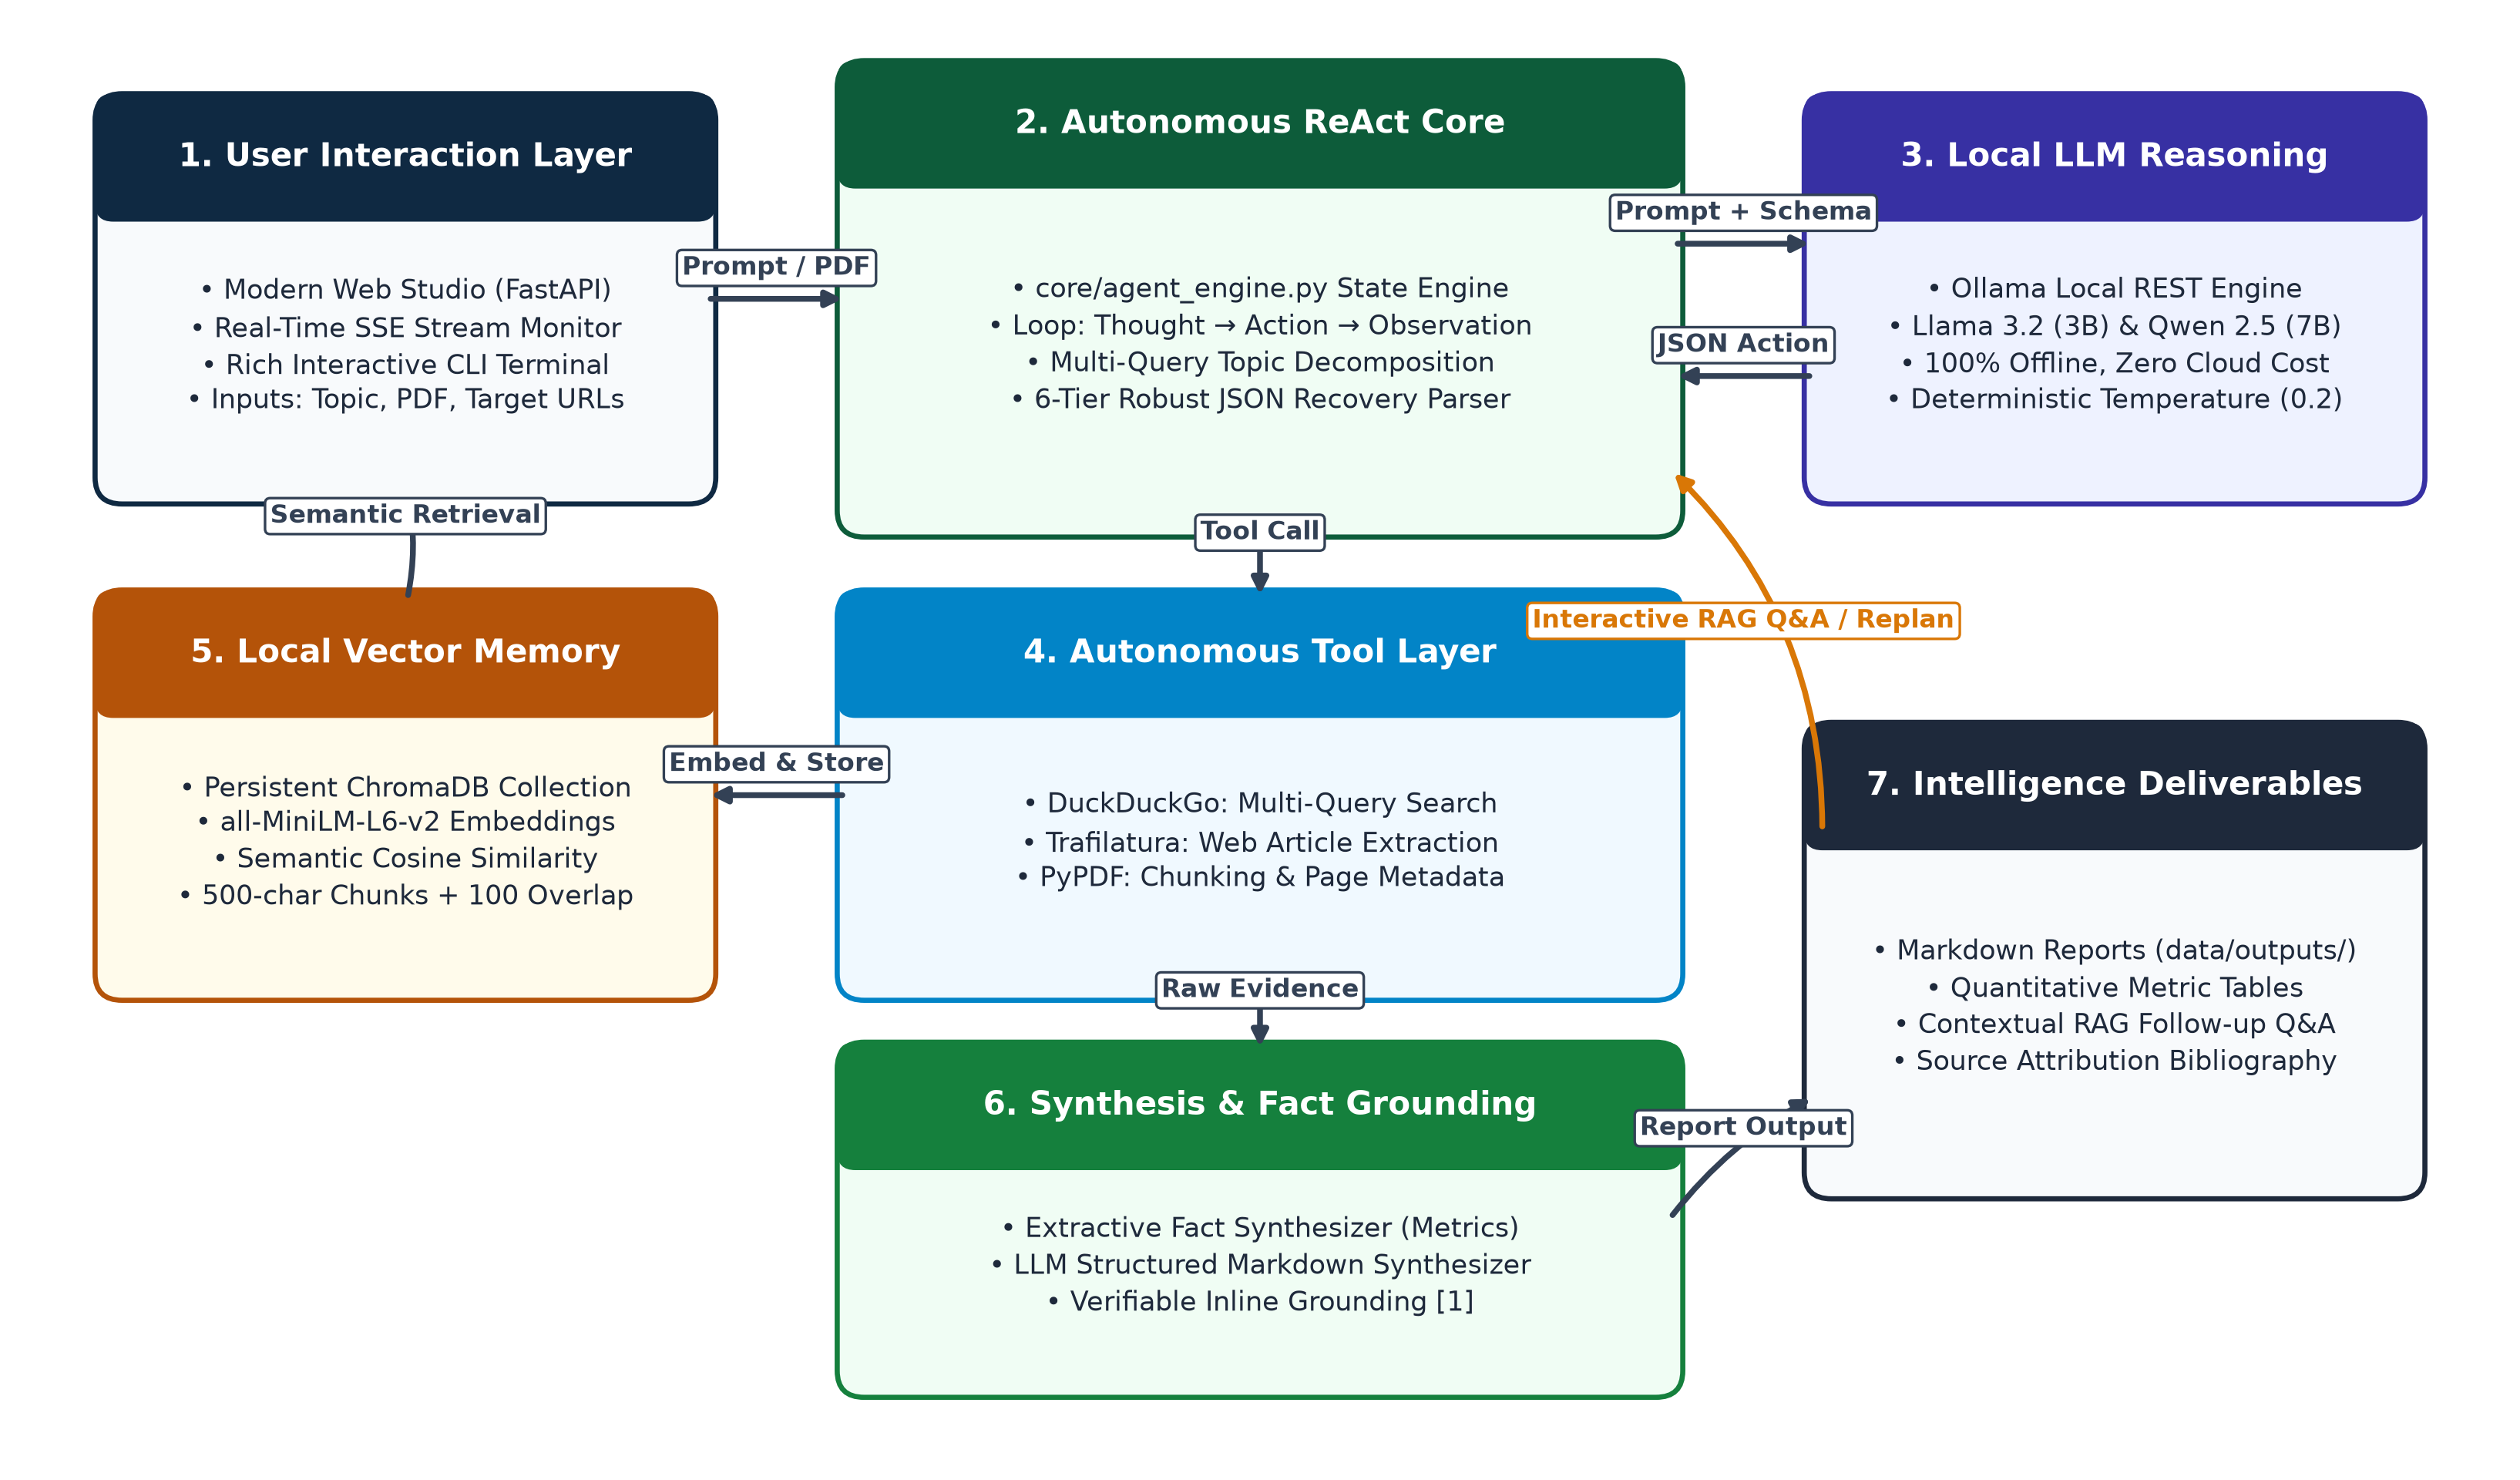 1. User Interaction Layer
• Modern Web Studio (FastAPI)
• Real-Time SSE Stream Monitor
• Rich Interactive CLI Terminal
• Inputs: Topic, PDF, Target URLs
Prompt / PDF
2. Autonomous ReAct Core
• core/agent_engine.py State Engine
• Loop: Thought → Action → Observation
• Multi-Query Topic Decomposition
• 6-Tier Robust JSON Recovery Parser
Prompt + Schema
JSON Action
3. Local LLM Reasoning
• Ollama Local REST Engine
• Llama 3.2 (3B) & Qwen 2.5 (7B)
• 100% Offline, Zero Cloud Cost
• Deterministic Temperature (0.2)
Semantic Retrieval
Tool Call
Interactive RAG Q&A / Replan
5. Local Vector Memory
• Persistent ChromaDB Collection
• all-MiniLM-L6-v2 Embeddings
• Semantic Cosine Similarity
• 500-char Chunks + 100 Overlap
Embed & Store
4. Autonomous Tool Layer
• DuckDuckGo: Multi-Query Search
• Trafilatura: Web Article Extraction
• PyPDF: Chunking & Page Metadata
Raw Evidence
7. Intelligence Deliverables
• Markdown Reports (data/outputs/)
• Quantitative Metric Tables
• Contextual RAG Follow-up Q&A
• Source Attribution Bibliography
6. Synthesis & Fact Grounding
• Extractive Fact Synthesizer (Metrics)
• LLM Structured Markdown Synthesizer
• Verifiable Inline Grounding [1]
Report Output